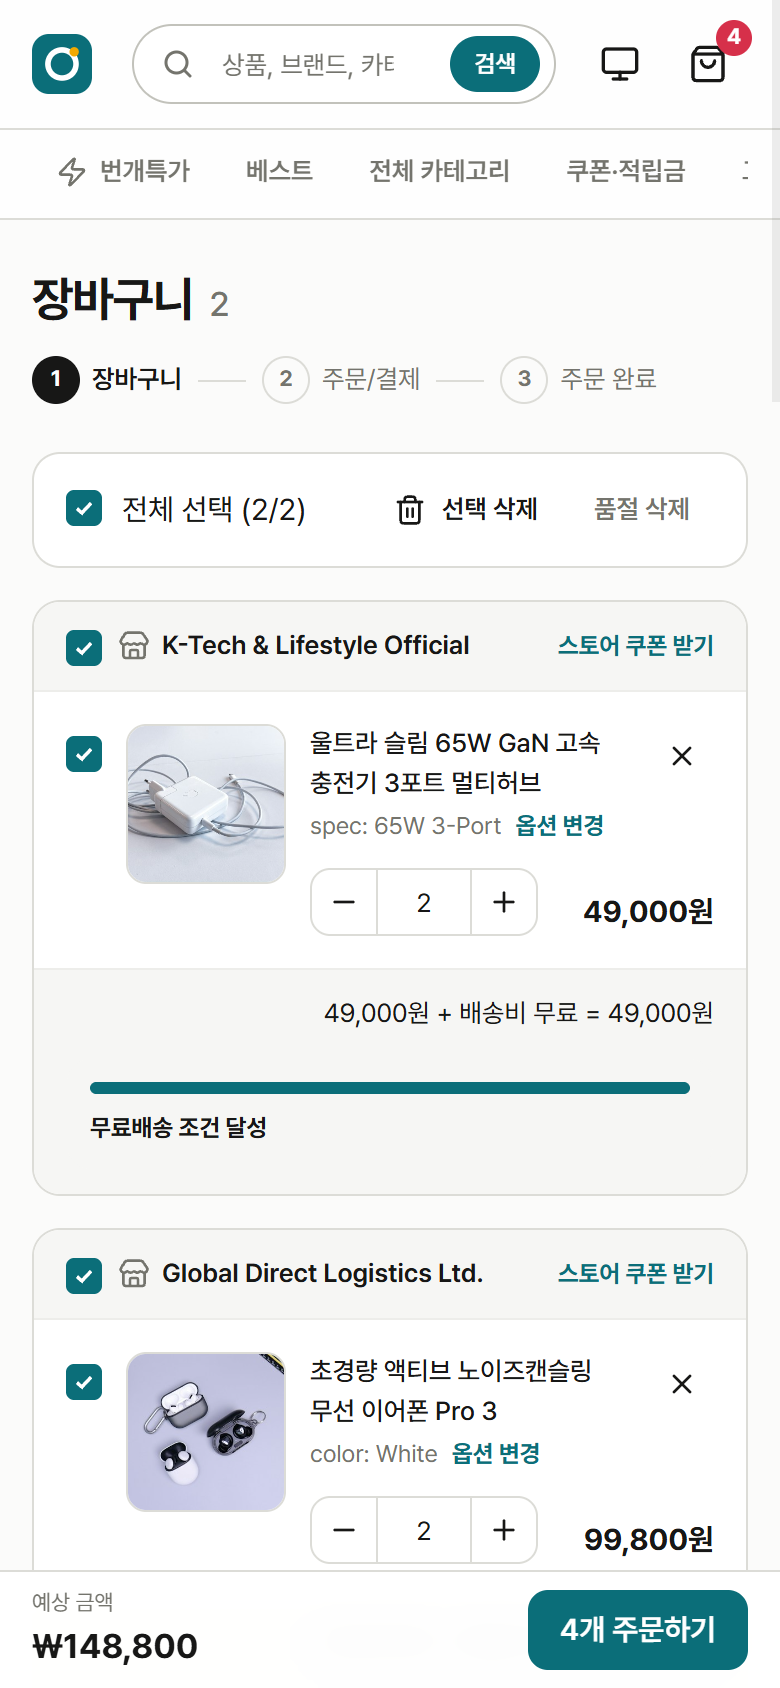 상품, 브랜드, 카테
검색
4
번개특가 베스트 전체 카테고리 쿠폰·적립금
장바구니 2
1 장바구니 2 주문/결제 3 주문 완료
전체 선택 (2/2) 선택 삭제 품절 삭제
K-Tech & Lifestyle Official 스토어 쿠폰 받기
울트라 슬림 65W GaN 고속
충전기 3포트 멀티허브
spec: 65W 3-Port 옵션 변경
2
49,000원
49,000원 + 배송비 무료 = 49,000원
무료배송 조건 달성
Global Direct Logistics Ltd. 스토어 쿠폰 받기
초경량 액티브 노이즈캔슬링
무선 이어폰 Pro 3
color: White 옵션 변경
2
99,800원
예상 금액
₩148,800
4개 주문하기